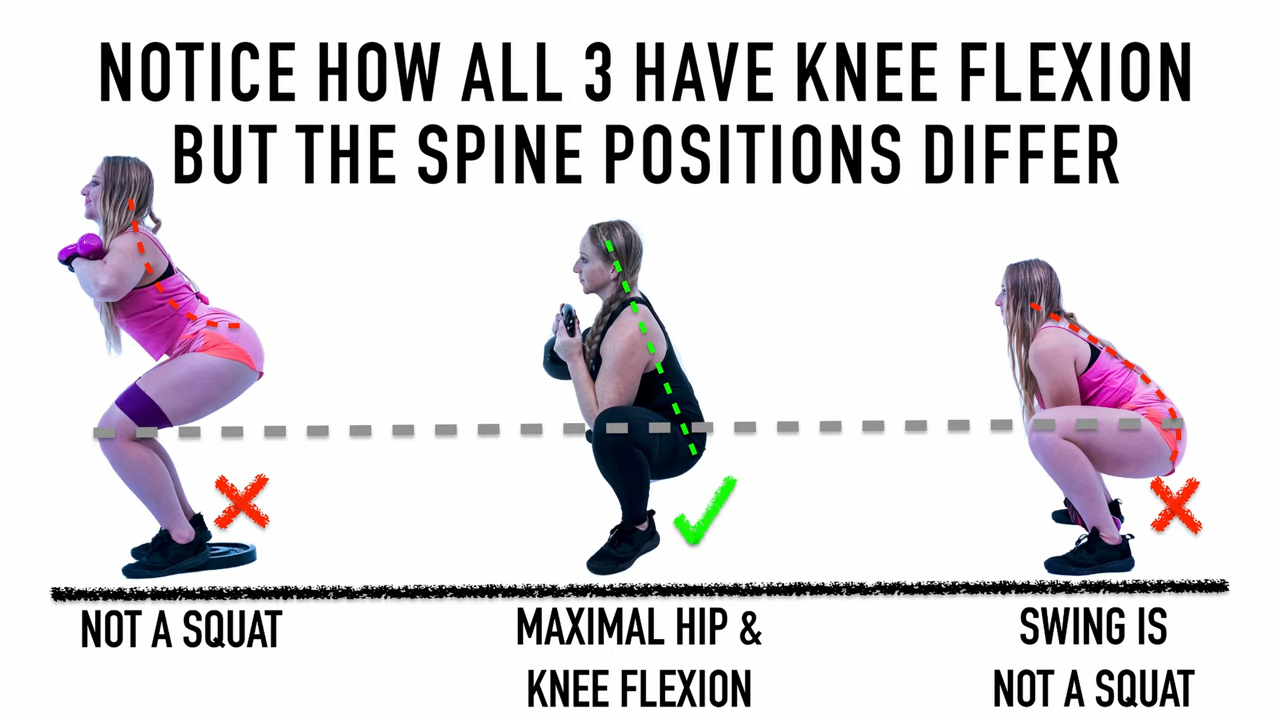 NOTICE HOW ALL 3 HAVE KNEE FLEXION
BUT THE SPINE POSITIONS DIFFER
NOT A SQUAT
MAXIMAL HIP &
KNEE FLEXION
SWING IS
NOT A SQUAT